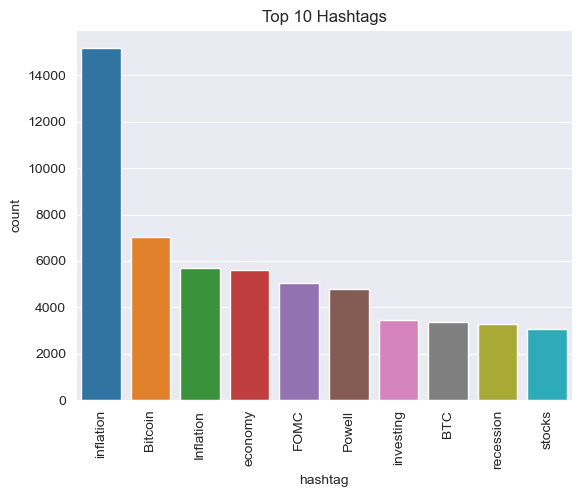 Top 10 Hashtags
count
14000
12000
10000
8000
6000
4000
2000
0
inflation
Bitcoin
Inflation
economy
FOMC
Powell
investing
BTC
recession
stocks
hashtag